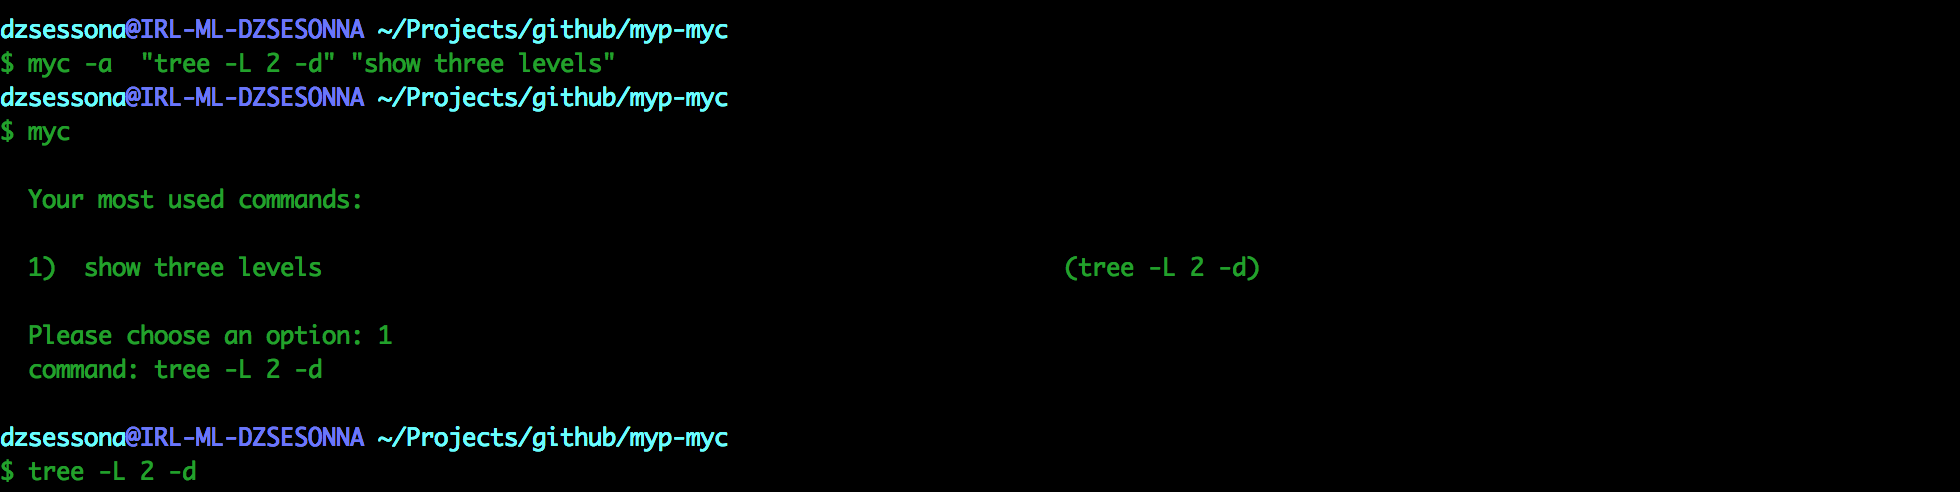 dzsessona@IRL-ML-DZSESONNA ~/Projects/github/myp-myc
$ myc -a  "tree -L 2 -d" "show three levels"
dzsessona@IRL-ML-DZSESONNA ~/Projects/github/myp-myc
$ myc
Your most used commands:
1)  show three levels (tree -L 2 -d)
Please choose an option: 1
command: tree -L 2 -d
dzsessona@IRL-ML-DZSESONNA ~/Projects/github/myp-myc
$ tree -L 2 -d